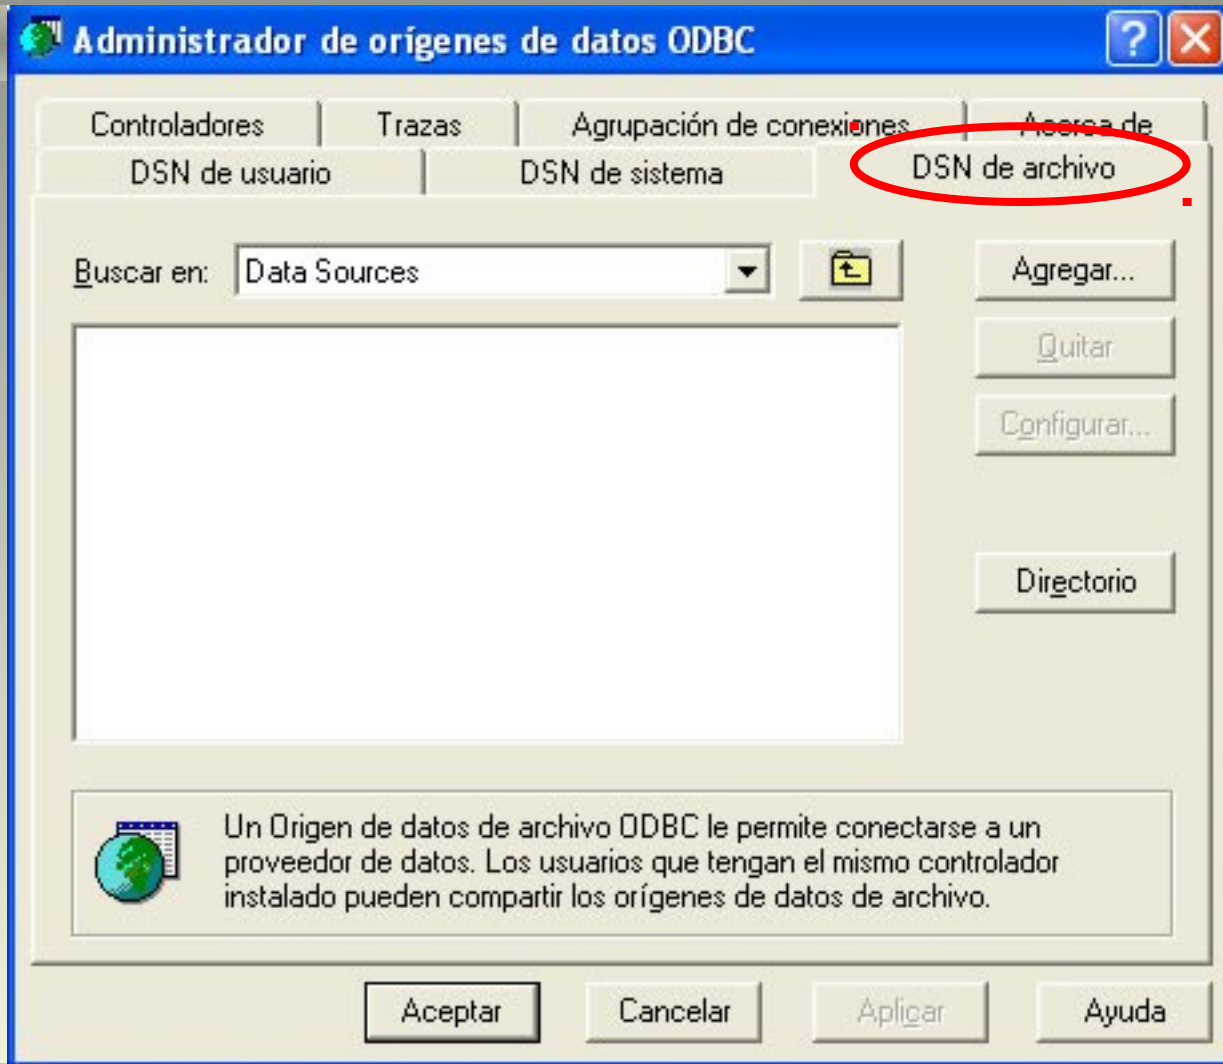 Administrador de orígenes de datos ODBC
Controladores Trazas Agrupación de conexiones Acerca de
DSN de usuario DSN de sistema DSN de archivo
Buscar en: Data Sources Agregar...
Quitar
Configurar...
Directorio
Un Origen de datos de archivo ODBC le permite conectarse a un
proveedor de datos. Los usuarios que tengan el mismo controlador
instalado pueden compartir los orígenes de datos de archivo.
Aceptar Cancelar Aplicar Ayuda